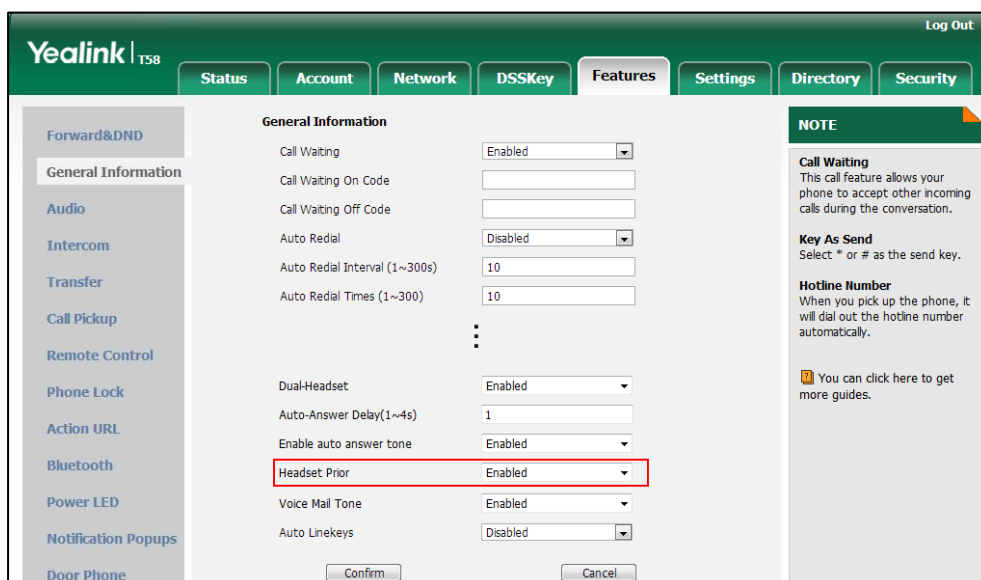 Log Out
Yealink T58
Status Account Network DSSKey Features Settings Directory Security
Forward&DND
General Information
Audio
Intercom
Transfer
Call Pickup
Remote Control
Phone Lock
Action URL
Bluetooth
Power LED
Notification Popups
Door Phone
General Information
Call Waiting Enabled
Call Waiting On Code
Call Waiting Off Code
Auto Redial Disabled
Auto Redial Interval (1~300s) 10
Auto Redial Times (1~300) 10
Dual-Headset Enabled
Auto-Answer Delay(1~4s) 1
Enable auto answer tone Enabled
Headset Prior Enabled
Voice Mail Tone Enabled
Auto Linekeys Disabled
Confirm Cancel
NOTE
Call Waiting
This call feature allows your
phone to accept other incoming
calls during the conversation.
Key As Send
Select * or # as the send key.
Hotline Number
When you pick up the phone, it
will dial out the hotline number
automatically.
? You can click here to get
more guides.